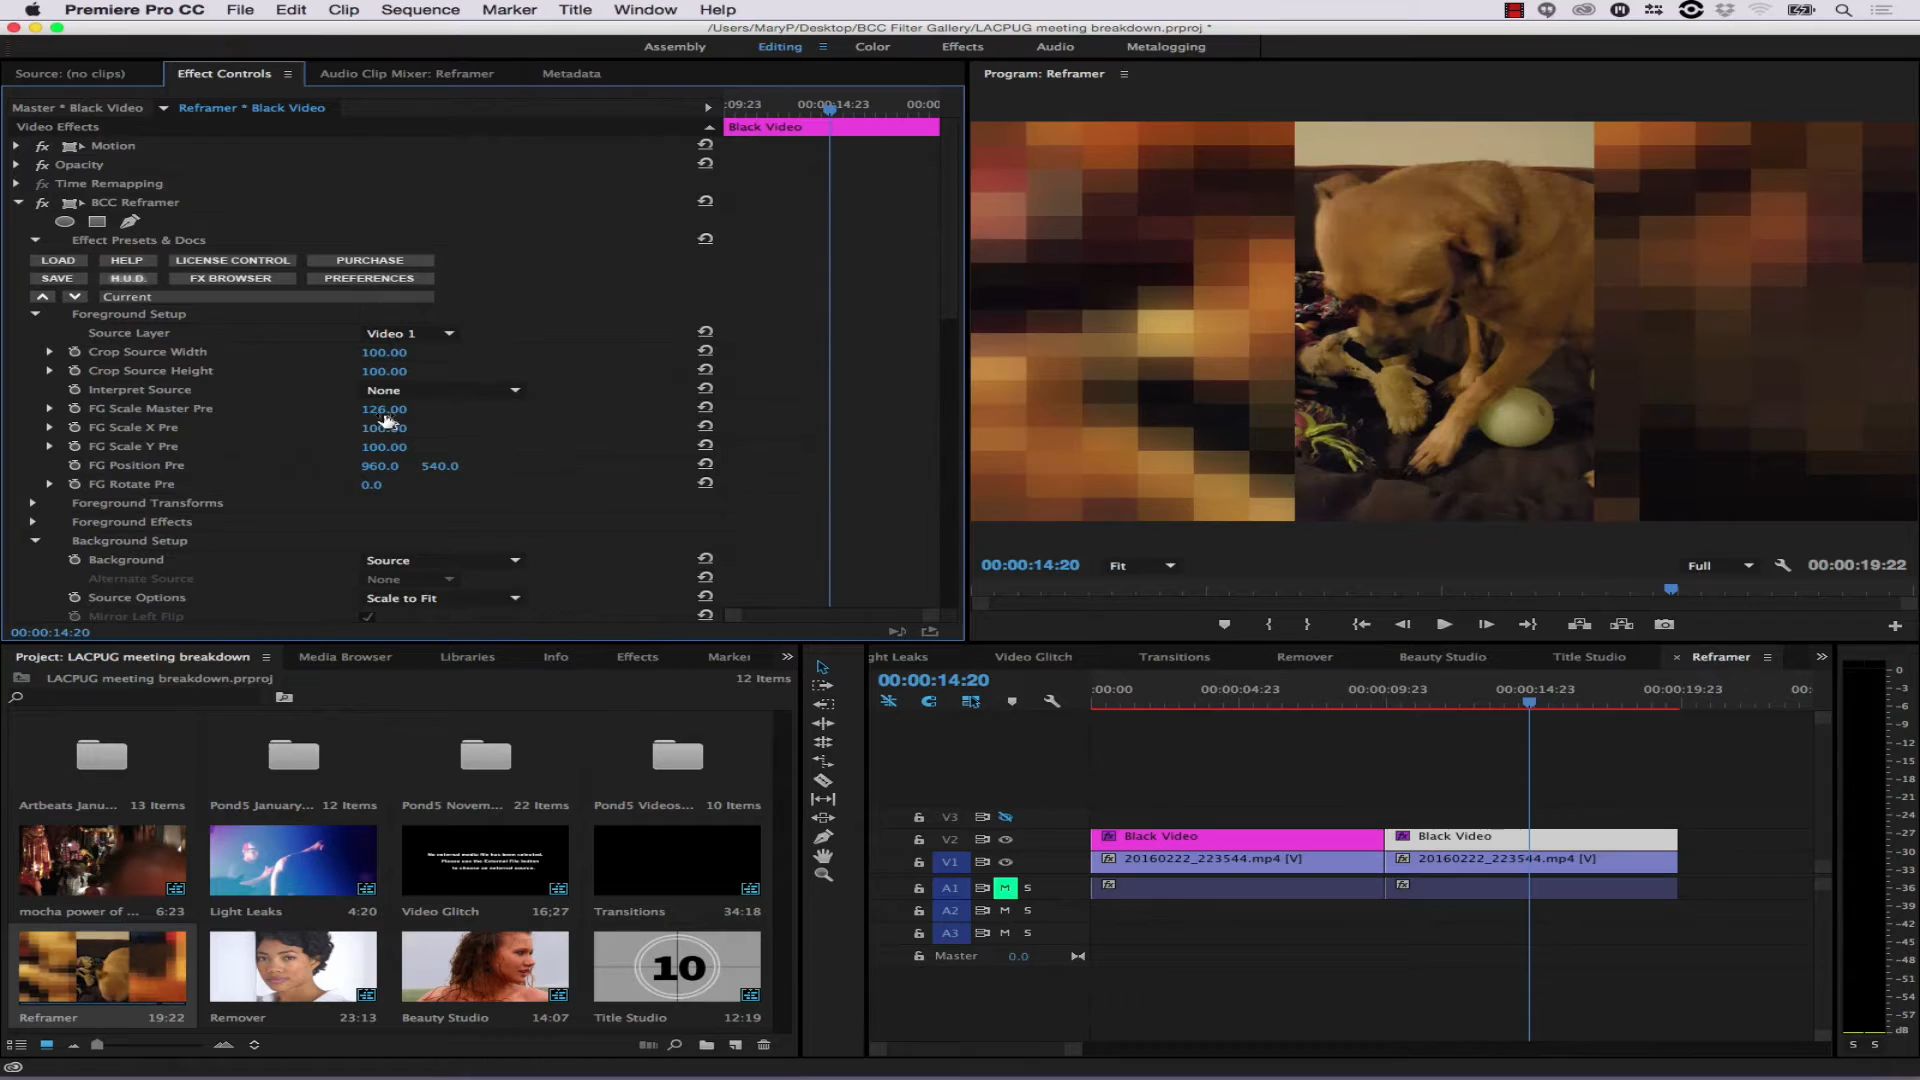 Premiere Pro CC File Edit Clip Sequence Marker Title Window Help
/Users/MaryP/Desktop/BCC Filter Gallery/LACPUG meeting breakdown.prproj *
Assembly Editing Color Effects Audio Metalogging
Source: (no clips) Effect Controls Audio Clip Mixer: Reframer Metadata
Program: Reframer
Master * Black Video Reframer * Black Video
:09:23 00:00:14:23 00:00
Video Effects
Black Video
fx Motion
fx Opacity
fx Time Remapping
fx BCC Reframer
Effect Presets & Docs
LOAD HELP LICENSE CONTROL PURCHASE
SAVE H.U.D. FX BROWSER PREFERENCES
Current
Foreground Setup
Source Layer Video 1
Crop Source Width 100.00
Crop Source Height 100.00
Interpret Source None
FG Scale Master Pre 126.00
FG Scale X Pre 100.00
FG Scale Y Pre 100.00
FG Position Pre 960.0 540.0
FG Rotate Pre 0.0
Foreground Transforms
Foreground Effects
Background Setup
Background Source
Alternate Source None
Source Options Scale to Fit
Mirror Left Flip
00:00:14:20
00:00:14:20 Fit Full 00:00:19:22
Project: LACPUG meeting breakdown Media Browser Libraries Info Effects Marker
LACPUG meeting breakdown.prproj 12 Items
Artbeats Janu... 13 Items Pond5 January... 12 Items Pond5 Novem... 22 Items Pond5 Videos... 10 Items
No external media file has been selected.
Please use the External File button
to choose an external source.
mocha power of ... 6:23 Light Leaks 4:20 Video Glitch 16;27 Transitions 34:18
10
Reframer 19:22 Remover 23:13 Beauty Studio 14:07 Title Studio 12:19
ght Leaks Video Glitch Transitions Remover Beauty Studio Title Studio × Reframer
00:00:14:20
:00:00 00:00:04:23 00:00:09:23 00:00:14:23 00:00:19:23 00:
V3
V2 fx Black Video fx Black Video
V1 fx 20160222_223544.mp4 [V] fx 20160222_223544.mp4 [V]
A1 M S fx fx
A2 M S
A3 M S
Master 0.0
0
-3
-6
-9
-12
-15
-18
-21
-24
-27
-30
-33
-36
-39
-42
-45
-48
-51
-54
-57
dB
S S